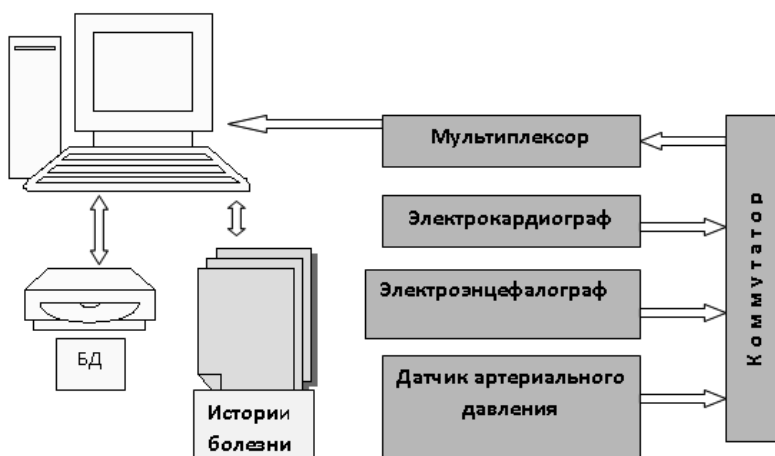 Мультиплексор
Электрокардиограф
Электроэнцефалограф
Датчик артериального
давления
Коммутатор
БД
Истории
болезни